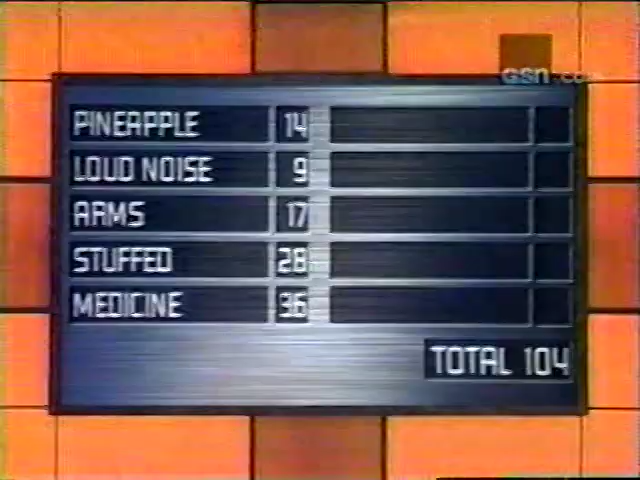 GSN.com
PINEAPPLE 14
LOUD NOISE 9
ARMS 17
STUFFED 28
MEDICINE 36
TOTAL 104